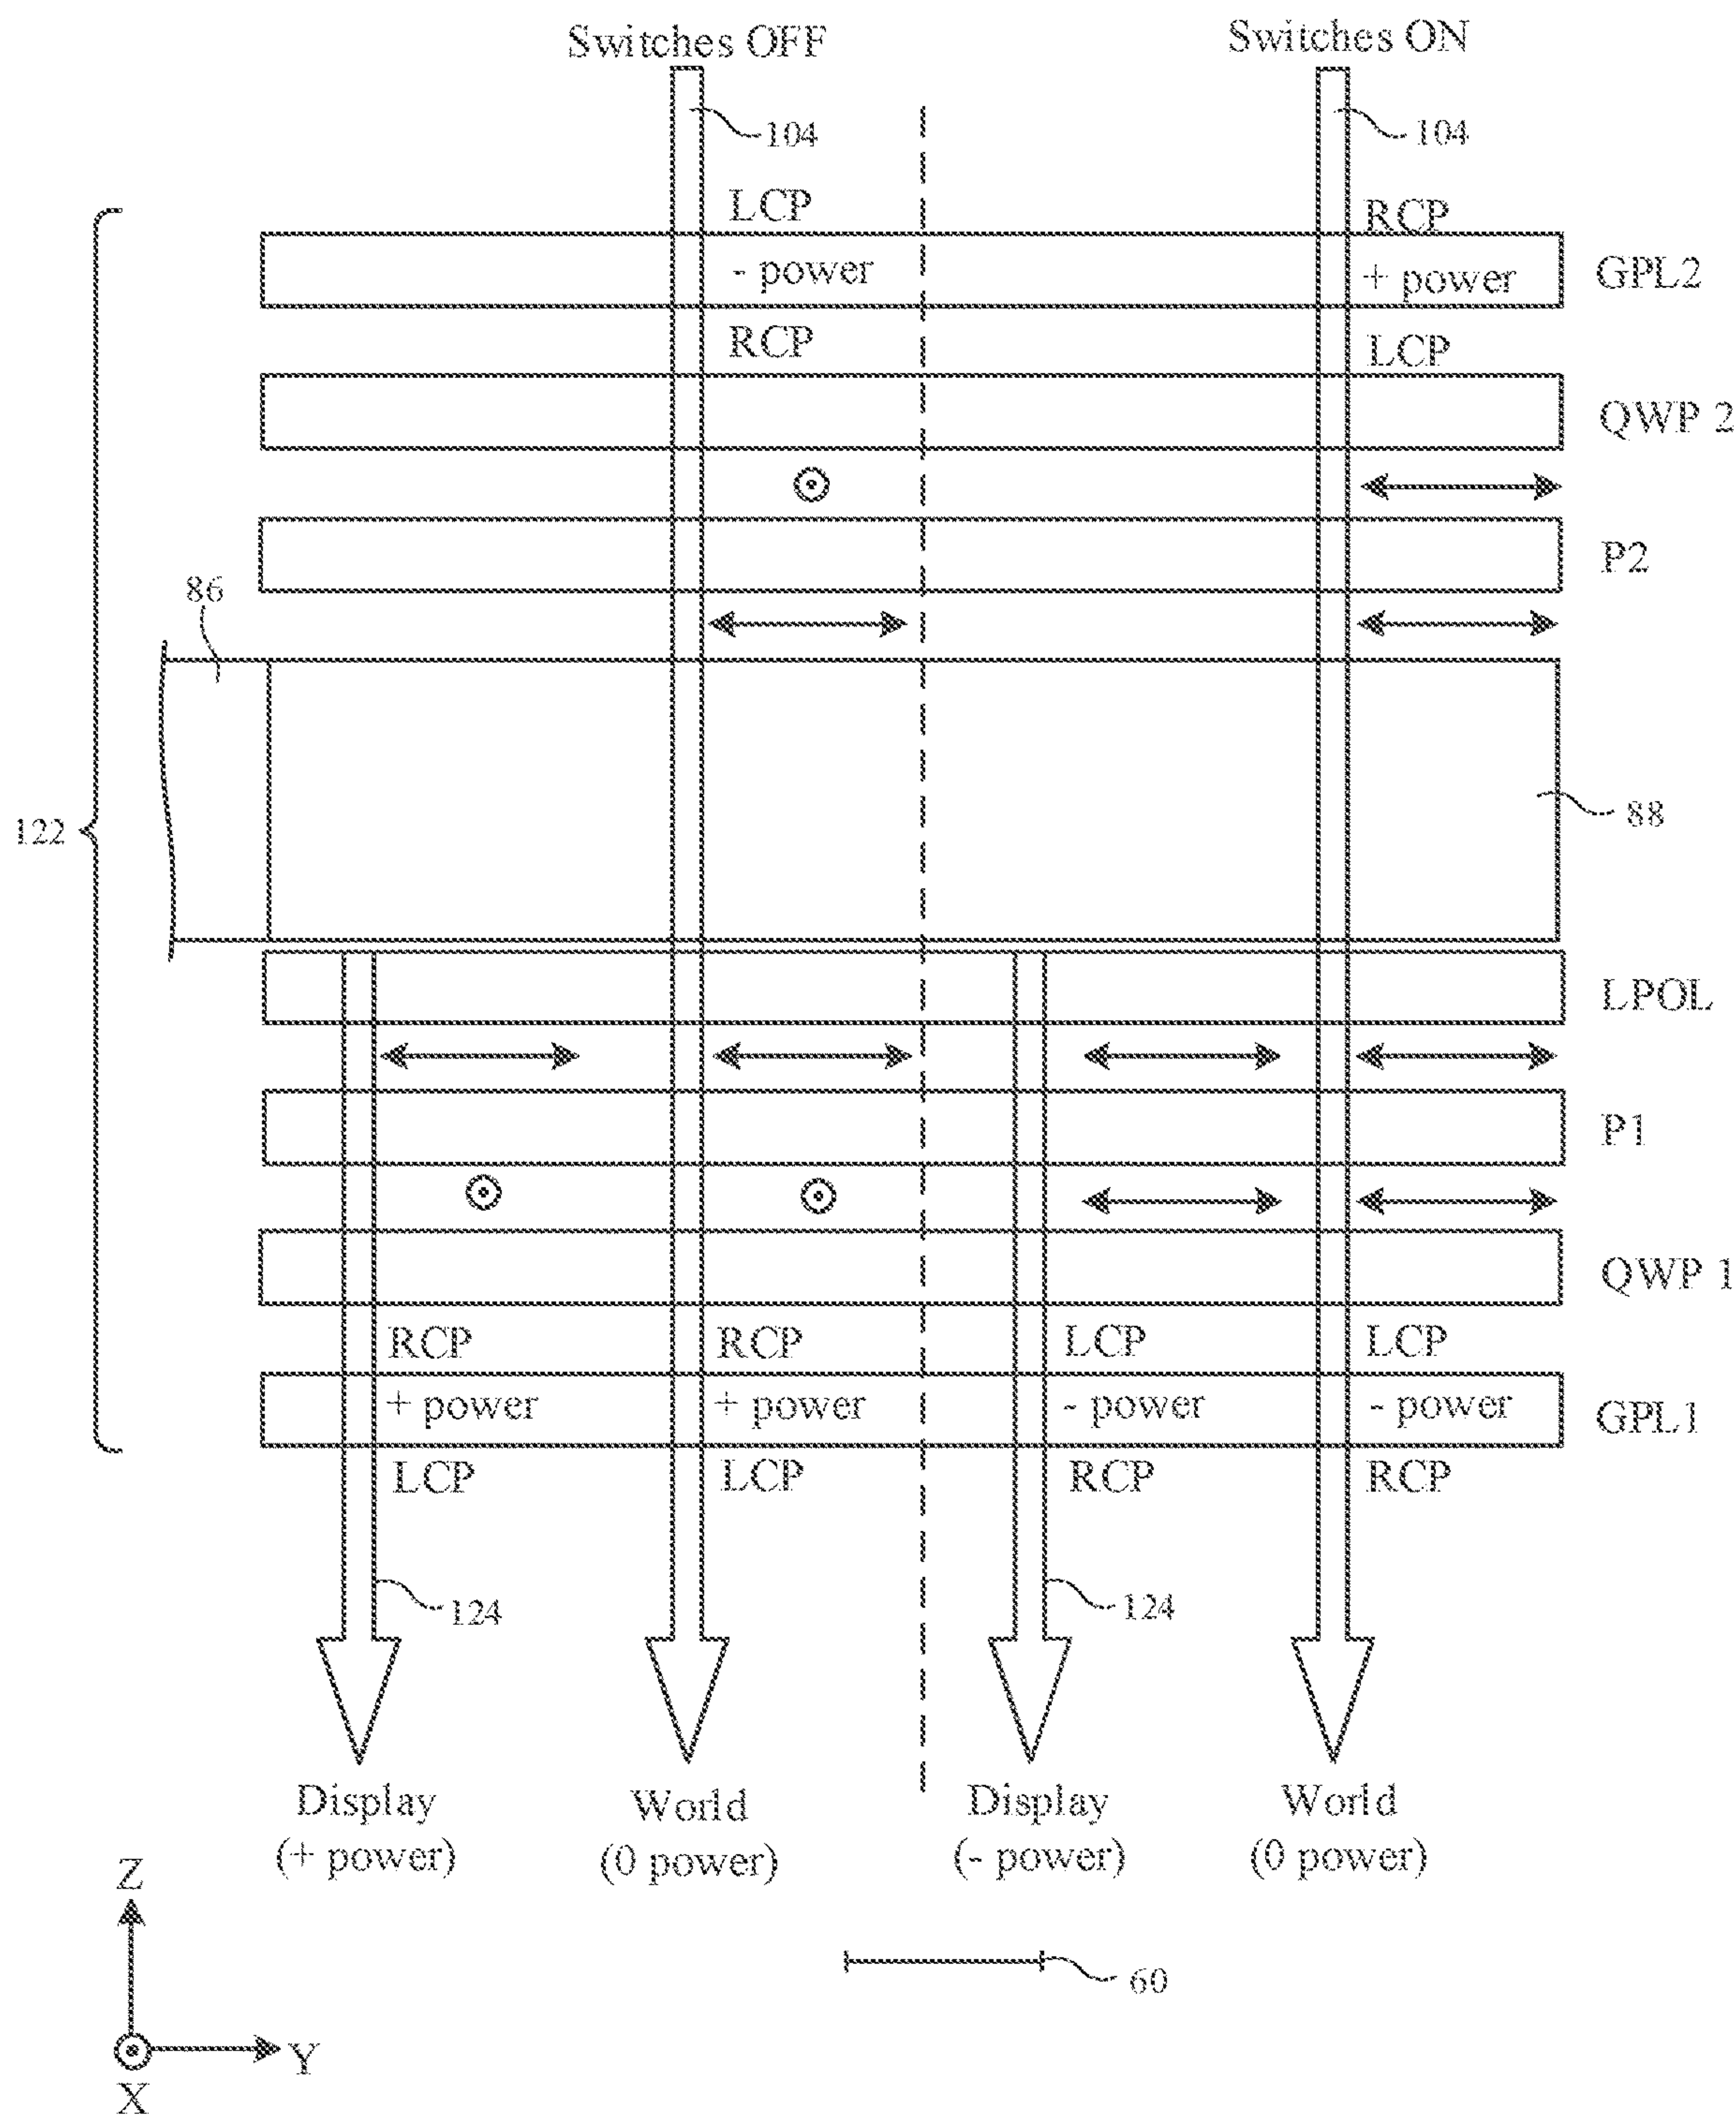 Switches OFF
Switches ON
104
104
LCP
RCP
- power
+ power
GPL2
RCP
LCP
QWP 2
P2
86
122
88
LPOL
P1
QWP 1
RCP
RCP
LCP
LCP
+ power
+ power
- power
- power
GPL1
LCP
LCP
RCP
RCP
124
124
Display
(+ power)
World
(0 power)
Display
(- power)
World
(0 power)
Z
60
Y
X